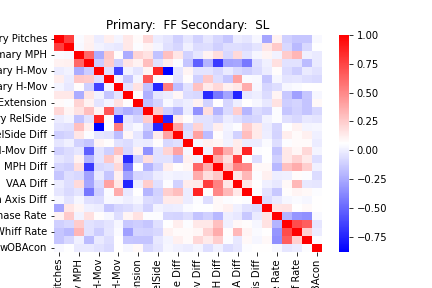 Primary: FF Secondary: SL
ry Pitches
mary MPH
ary H-Mov
ary H-Mov
Extension
y RelSide
elSide Diff
H-Mov Diff
MPH Diff
VAA Diff
n Axis Diff
hase Rate
Whiff Rate
wOBAcon
itches
y MPH
H-Mov
H-Mov
ension
elSide
e Diff
v Diff
H Diff
A Diff
is Diff
e Rate
f Rate
BAcon
1.00
0.75
0.50
0.25
0.00
−0.25
−0.50
−0.75